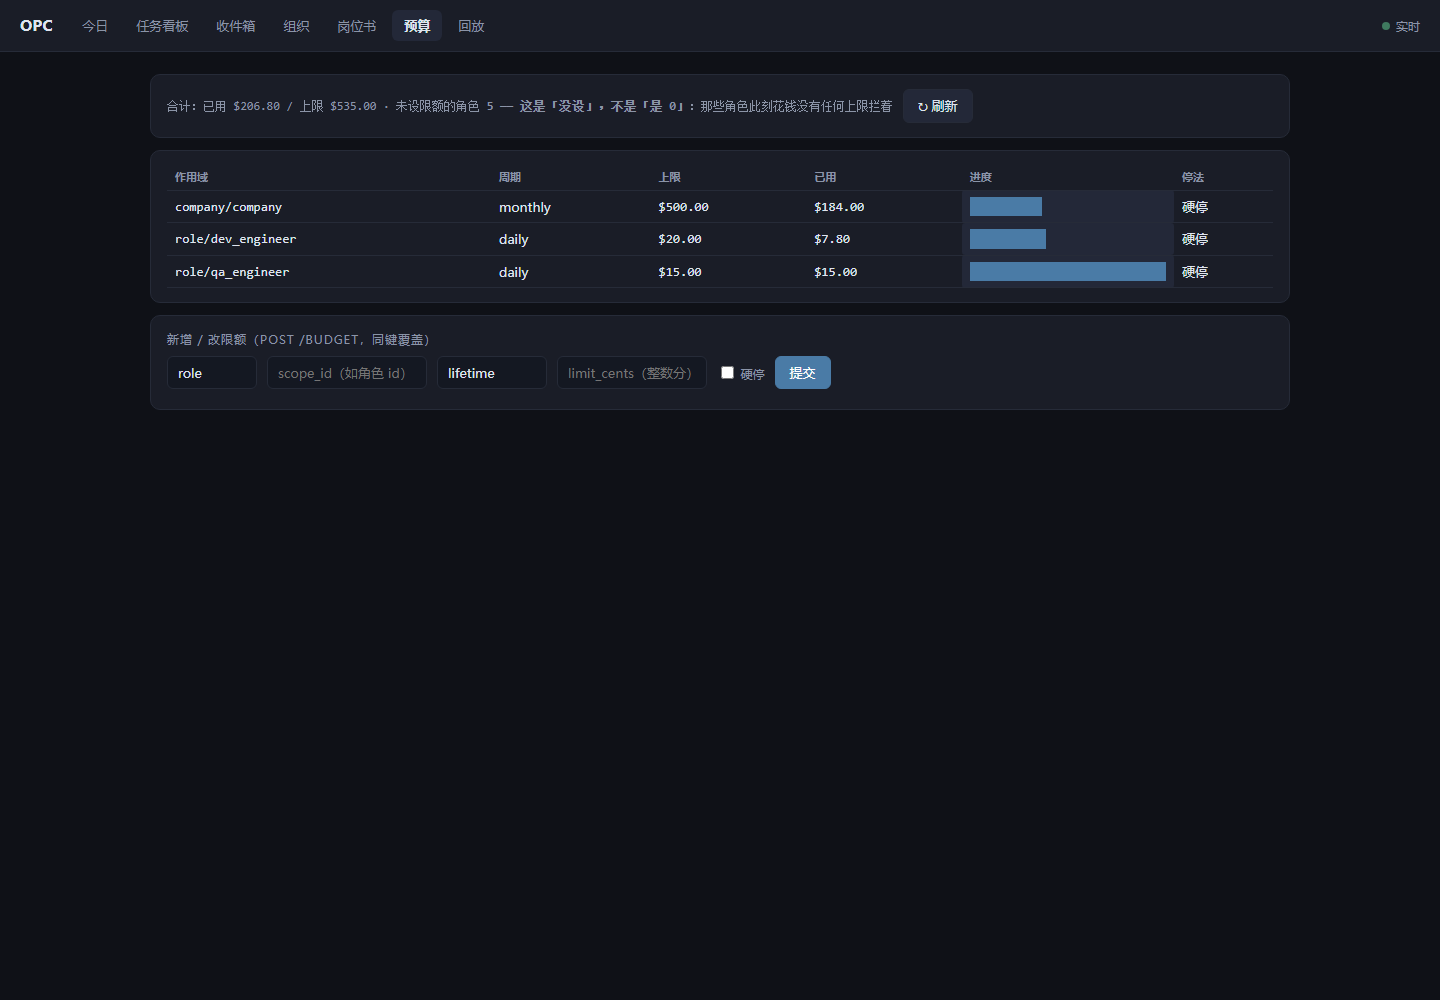 OPC 今日 任务看板 收件箱 组织 岗位书 预算 回放 实时
合计：已用 $206.80 / 上限 $535.00 · 未设限额的角色 5 — 这是「没设」，不是「是 0」：那些角色此刻花钱没有任何上限拦着 ↻ 刷新
作用域 周期 上限 已用 进度 停法
company/company monthly $500.00 $184.00 硬停
role/dev_engineer daily $20.00 $7.80 硬停
role/qa_engineer daily $15.00 $15.00 硬停
新增 / 改限额（POST /BUDGET，同键覆盖）
role scope_id（如角色 id） lifetime limit_cents（整数分） 硬停 提交